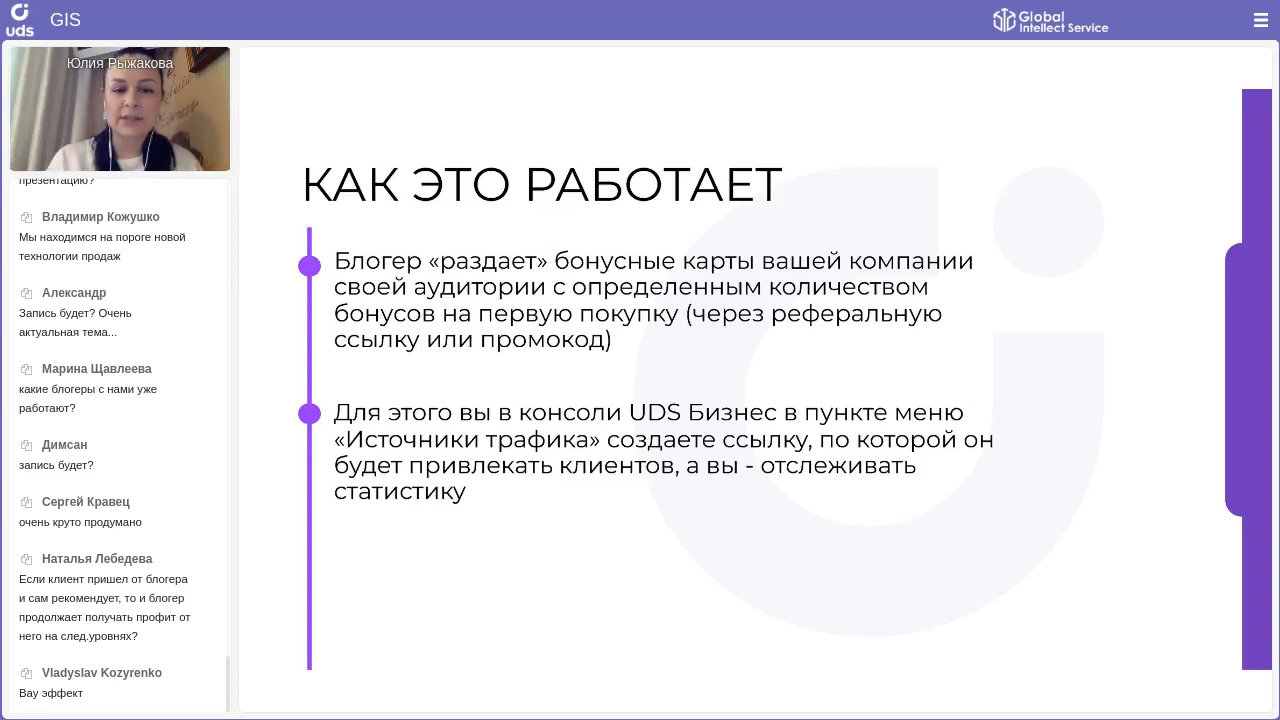 uds
GIS
Global
Intellect Service
Юлия Рыжакова
презентацию?
Владимир Кожушко
Мы находимся на пороге новой
технологии продаж
Александр
Запись будет? Очень
актуальная тема...
Марина Щавлеева
какие блогеры с нами уже
работают?
Димсан
запись будет?
Сергей Кравец
очень круто продумано
Наталья Лебедева
Если клиент пришел от блогера
и сам рекомендует, то и блогер
продолжает получать профит от
него на след.уровнях?
Vladyslav Kozyrenko
Вау эффект
КАК ЭТО РАБОТАЕТ
Блогер «раздает» бонусные карты вашей компании
своей аудитории с определенным количеством
бонусов на первую покупку (через реферальную
ссылку или промокод)
Для этого вы в консоли UDS Бизнес в пункте меню
«Источники трафика» создаете ссылку, по которой он
будет привлекать клиентов, а вы - отслеживать
статистику